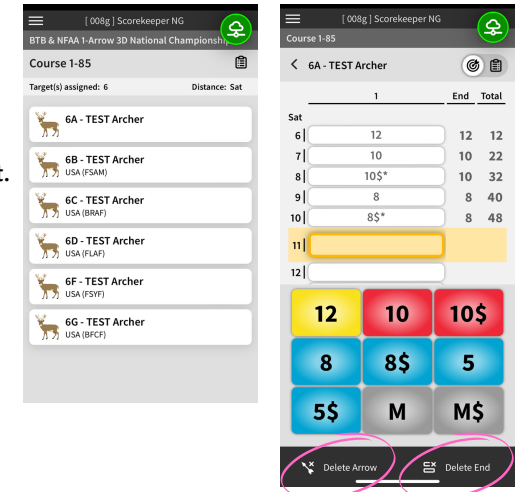 t.
[ 008g ] Scorekeeper NG
BTB & NFAA 1-Arrow 3D National Championship
Course 1-85
Target(s) assigned: 6 Distance: Sat
6A - TEST Archer
6B - TEST Archer
USA (FSAM)
6C - TEST Archer
USA (BRAF)
6D - TEST Archer
USA (FLAF)
6F - TEST Archer
USA (FSYF)
6G - TEST Archer
USA (BFCF)
[ 008g ] Scorekeeper NG
Course 1-85
< 6A - TEST Archer
1 End Total
Sat
6 12 12 12
7 10 10 22
8 10$* 10 32
9 8 8 40
10 8$* 8 48
11
12
12 10 10$
8 8$ 5
5$ M M$
Delete Arrow Delete End